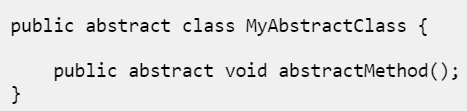 public abstract class MyAbstractClass {
    public abstract void abstractMethod();
}